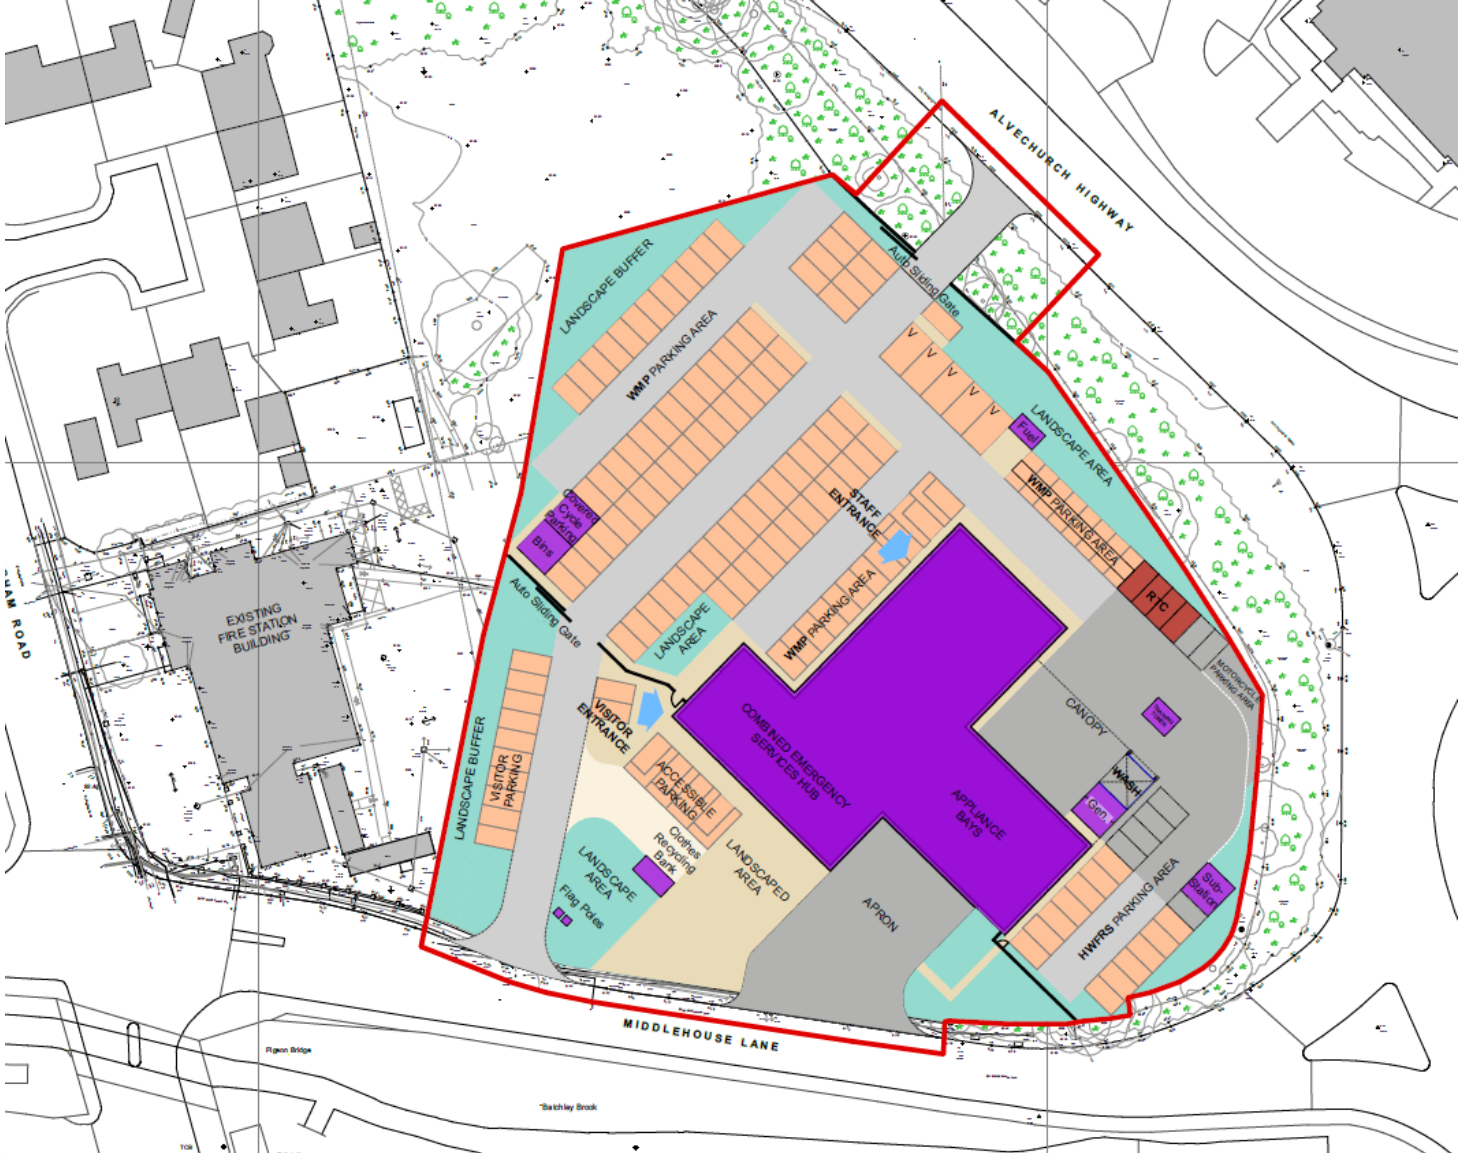 ALVECHURCH HIGHWAY
LANDSCAPE BUFFER
Auto Sliding Gate
WMP PARKING AREA
V
V
V
V
V
Fuel
LANDSCAPE AREA
WMP PARKING AREA
STAFF
ENTRANCE
Covered
Cycle
Parking
Bins
Auto Sliding Gate
RTC
EXISTING
FIRE STATION
BUILDING
HAM ROAD
LANDSCAPE
AREA
WMP PARKING AREA
MOTORCYCLE
PARKING AREA
CANOPY
VISITOR
ENTRANCE
LANDSCAPE BUFFER
VISITOR
PARKING
ACCESSIBLE
PARKING
COMBINED EMERGENCY
SERVICES HUB
WASH
Gen.
APPLIANCE
BAYS
Clothes
Recycling
Bank
LANDSCAPED
AREA
LANDSCAPE
AREA
Flag Poles
APRON
HWFRS PARKING AREA
Sub-
Station
MIDDLEHOUSE LANE
Pigeon Bridge
Batchley Brook
TCB